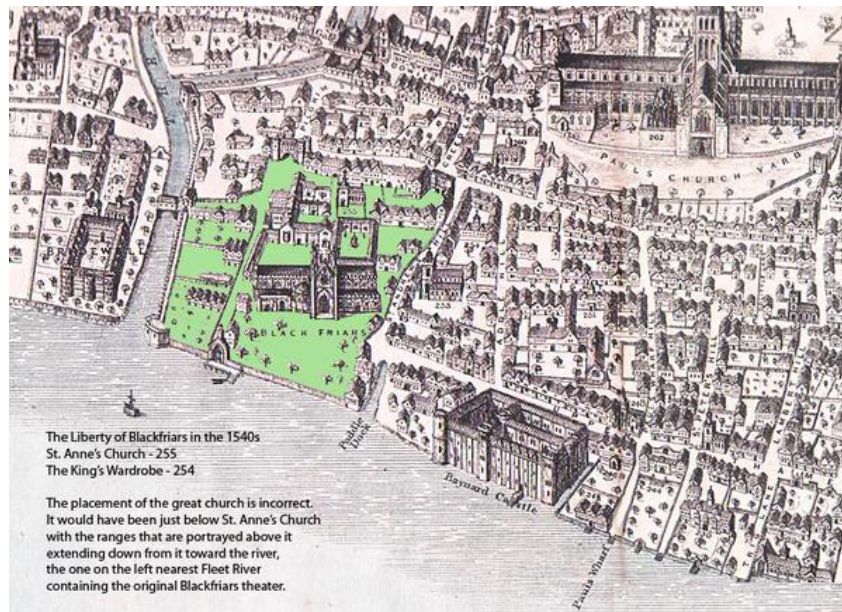 262
PAULS CHURCH YARD
255
BLACK FRIARS
254
Puddle
Dock
Baynard Castle
Pauls Wharf
The Liberty of Blackfriars in the 1540s
St. Anne's Church - 255
The King's Wardrobe - 254
The placement of the great church is incorrect.
It would have been just below St. Anne's Church
with the ranges that are portrayed above it
extending down from it toward the river,
the one on the left nearest Fleet River
containing the original Blackfriars theater.